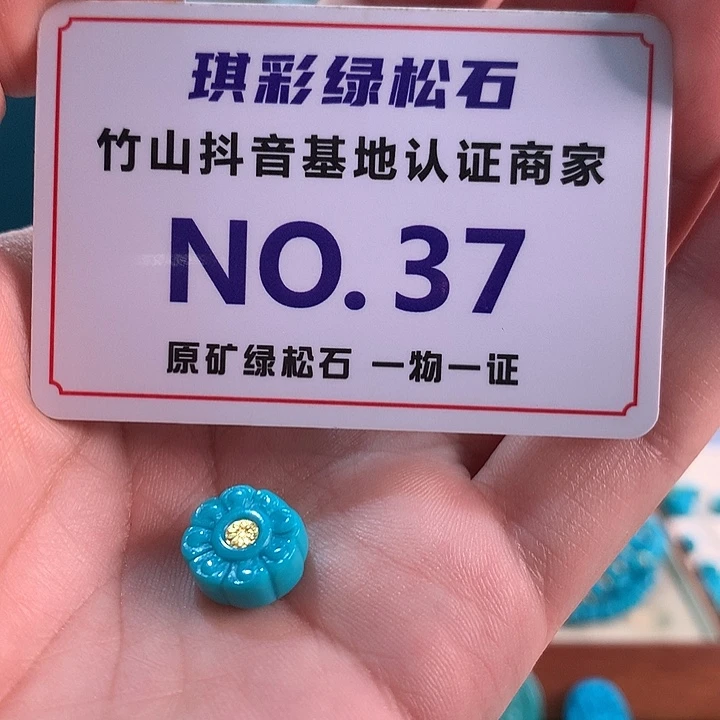 琪彩绿松石
竹山抖音基地认证商家
NO.37
原矿绿松石 一物一证